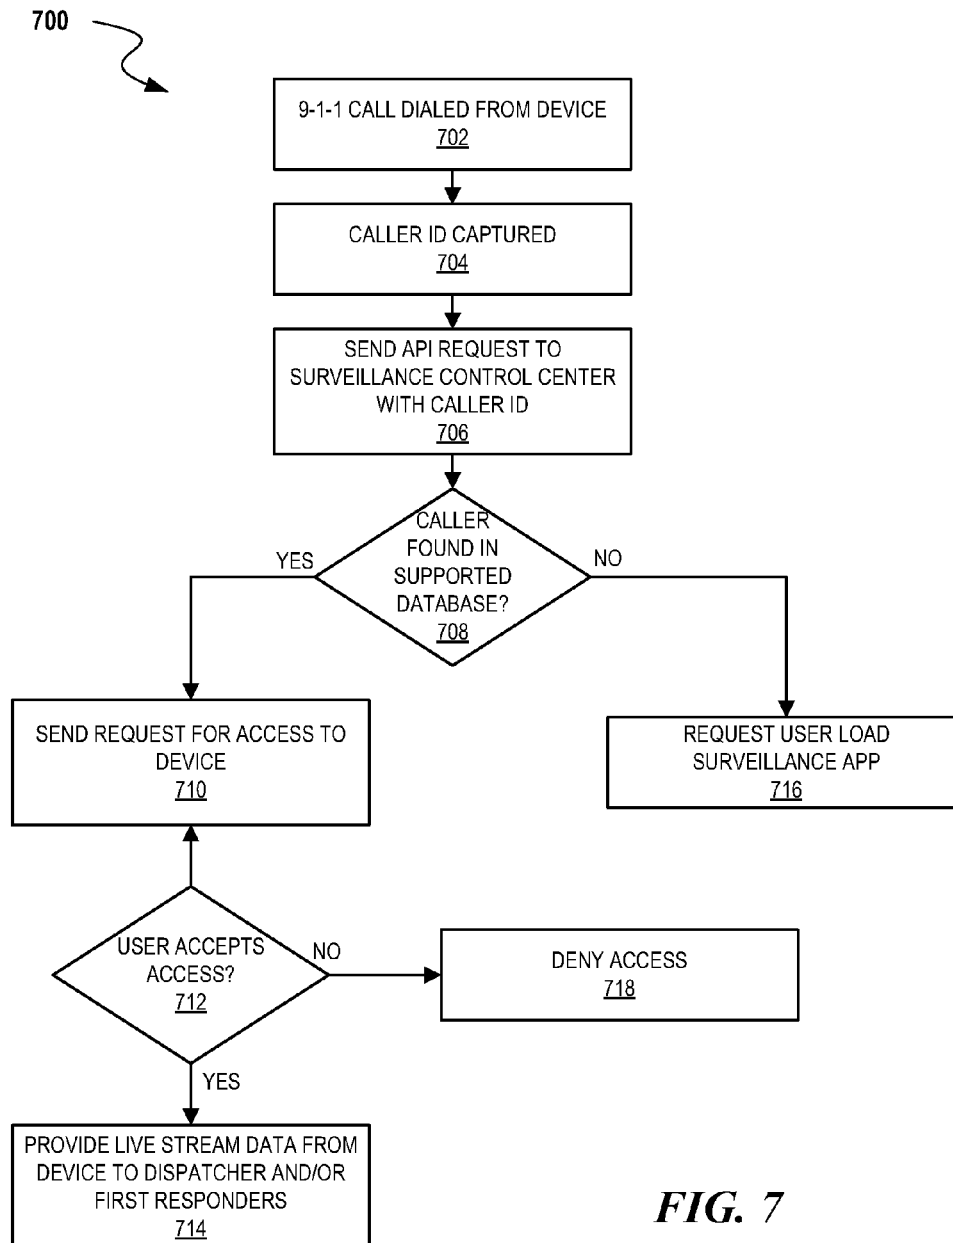 700
9-1-1 CALL DIALED FROM DEVICE
702
CALLER ID CAPTURED
704
SEND API REQUEST TO
SURVEILLANCE CONTROL CENTER
WITH CALLER ID
706
CALLER
FOUND IN
SUPPORTED
DATABASE?
708
YES
NO
SEND REQUEST FOR ACCESS TO
DEVICE
710
REQUEST USER LOAD
SURVEILLANCE APP
716
USER ACCEPTS
ACCESS?
712
NO
DENY ACCESS
718
YES
PROVIDE LIVE STREAM DATA FROM
DEVICE TO DISPATCHER AND/OR
FIRST RESPONDERS
714
FIG. 7